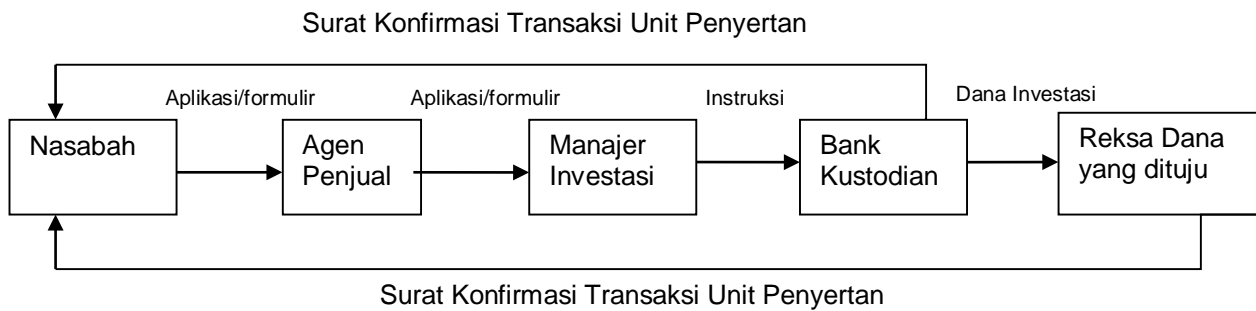 Surat Konfirmasi Transaksi Unit Penyertan
Aplikasi/formulir
Aplikasi/formulir
Instruksi
Dana Investasi
Nasabah
Agen
Penjual
Manajer
Investasi
Bank
Kustodian
Reksa Dana
yang dituju
Surat Konfirmasi Transaksi Unit Penyertan